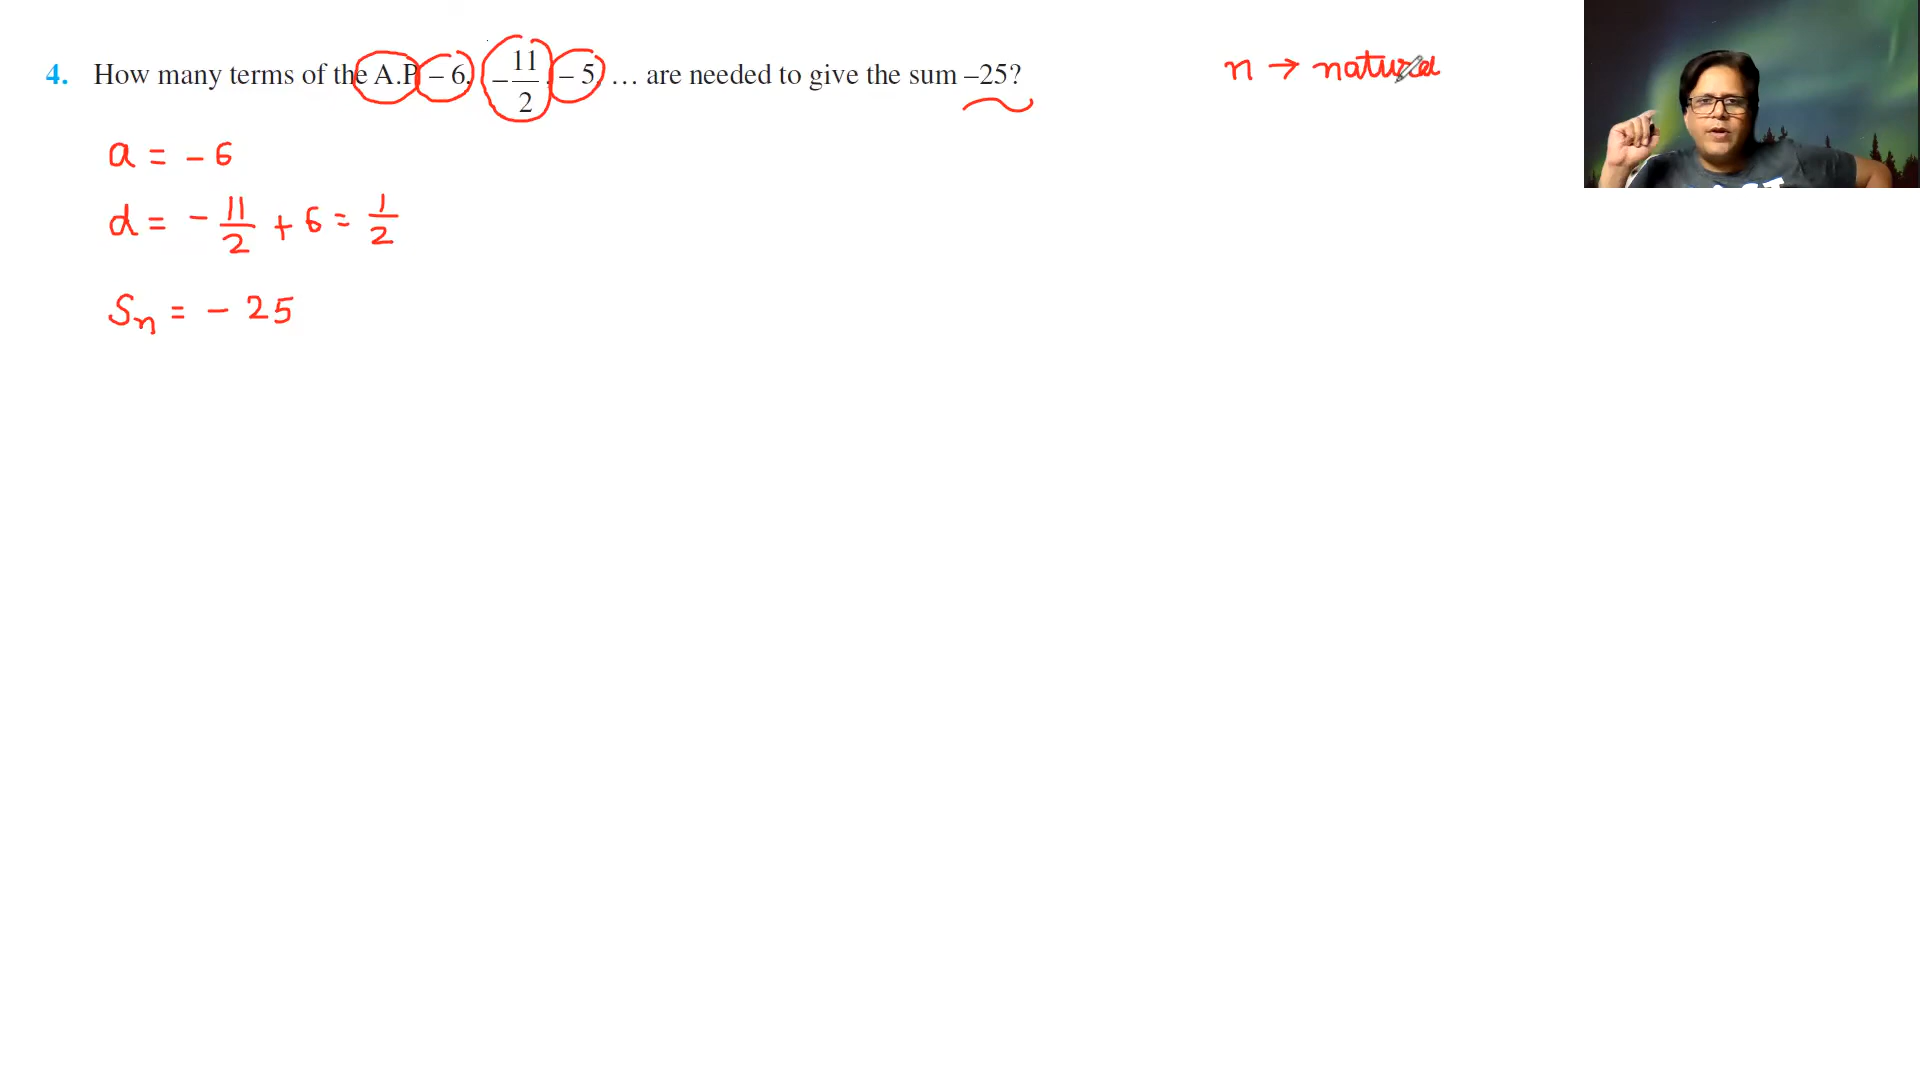 4. How many terms of the A.P. – 6, –11/2, – 5, … are needed to give the sum –25?
n → natural
a = - 6
d = - 11/2 + 6 = 1/2
Sn = - 25